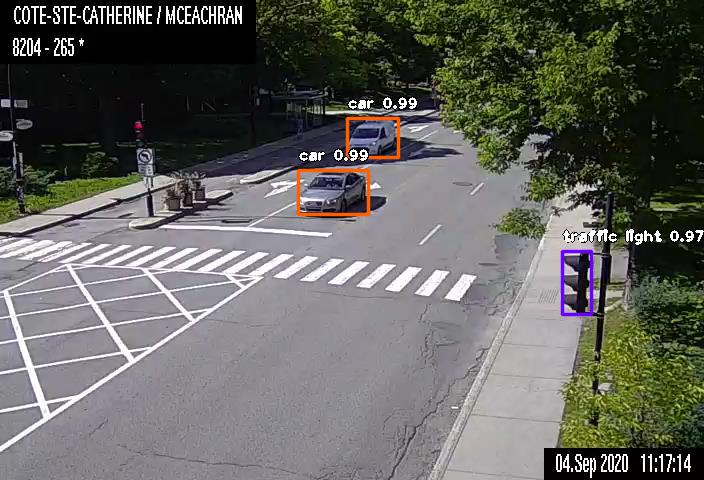 COTE-STE-CATHERINE / MCEACHRAN
8204 - 265 *
car 0.99
car 0.99
traffic light 0.97
04.Sep 2020 11:17:14